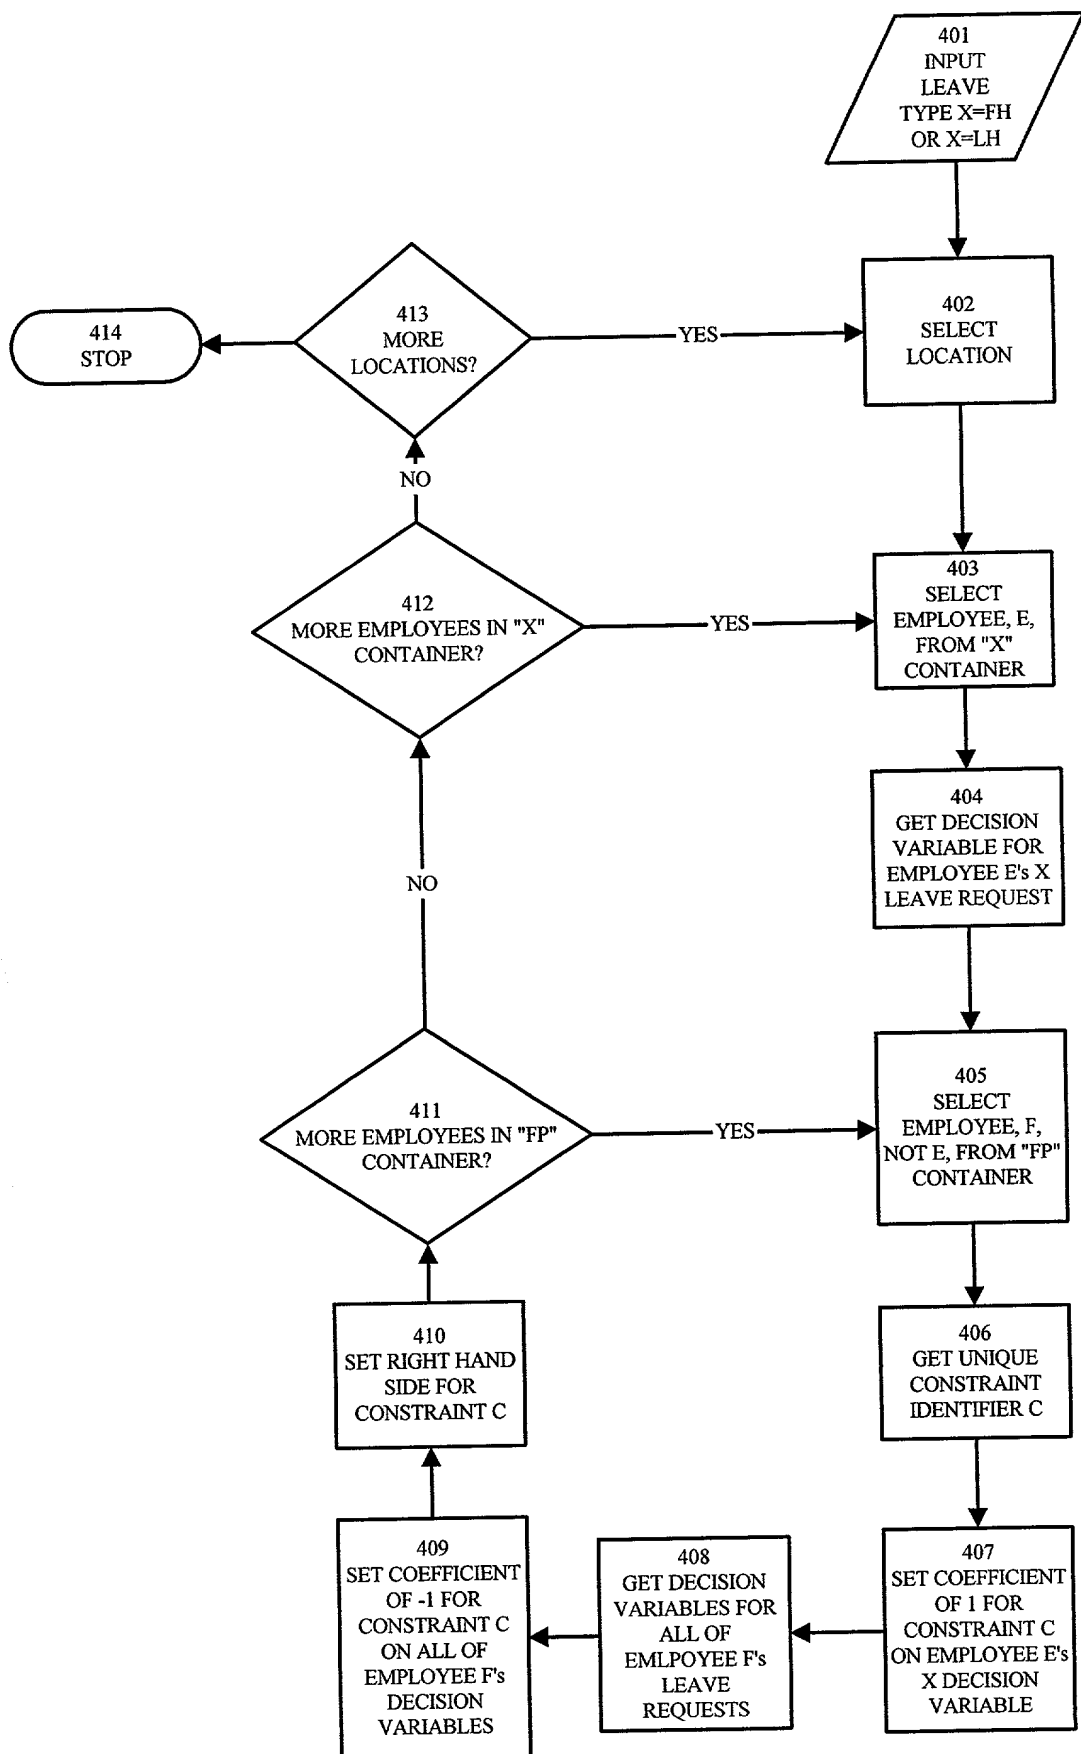 401
INPUT
LEAVE
TYPE X=FH
OR X=LH
402
SELECT
LOCATION
403
SELECT
EMPLOYEE, E,
FROM "X"
CONTAINER
404
GET DECISION
VARIABLE FOR
EMPLOYEE E's X
LEAVE REQUEST
405
SELECT
EMPLOYEE, F,
NOT E, FROM "FP"
CONTAINER
406
GET UNIQUE
CONSTRAINT
IDENTIFIER C
407
SET COEFFICIENT
OF 1 FOR
CONSTRAINT C
ON EMPLOYEE E's
X DECISION
VARIABLE
408
GET DECISION
VARIABLES FOR
ALL OF
EMLPOYEE F's
LEAVE
REQUESTS
409
SET COEFFICIENT
OF -1 FOR
CONSTRAINT C
ON ALL OF
EMPLOYEE F's
DECISION
VARIABLES
410
SET RIGHT HAND
SIDE FOR
CONSTRAINT C
411
MORE EMPLOYEES IN "FP"
CONTAINER?
YES
NO
412
MORE EMPLOYEES IN "X"
CONTAINER?
YES
NO
413
MORE
LOCATIONS?
YES
414
STOP